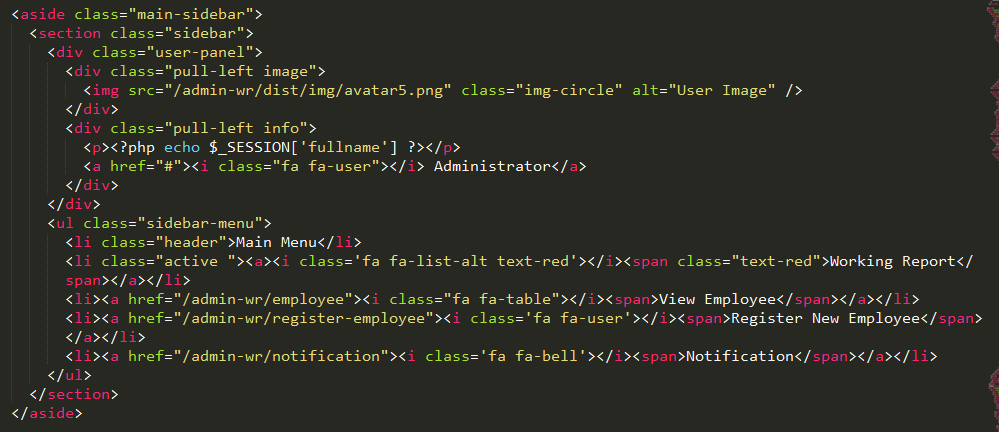 <aside class="main-sidebar">
<section class="sidebar">
<div class="user-panel">
<div class="pull-left image">
<img src="/admin-wr/dist/img/avatar5.png" class="img-circle" alt="User Image" />
</div>
<div class="pull-left info">
<p><?php echo $_SESSION['fullname'] ?></p>
<a href="#"><i class="fa fa-user"></i> Administrator</a>
</div>
</div>
<ul class="sidebar-menu">
<li class="header">Main Menu</li>
<li class="active "><a><i class='fa fa-list-alt text-red'></i><span class="text-red">Working Report</
span></a></li>
<li><a href="/admin-wr/employee"><i class="fa fa-table"></i><span>View Employee</span></a></li>
<li><a href="/admin-wr/register-employee"><i class='fa fa-user'></i><span>Register New Employee</span>
</a></li>
<li><a href="/admin-wr/notification"><i class='fa fa-bell'></i><span>Notification</span></a></li>
</ul>
</section>
</aside>